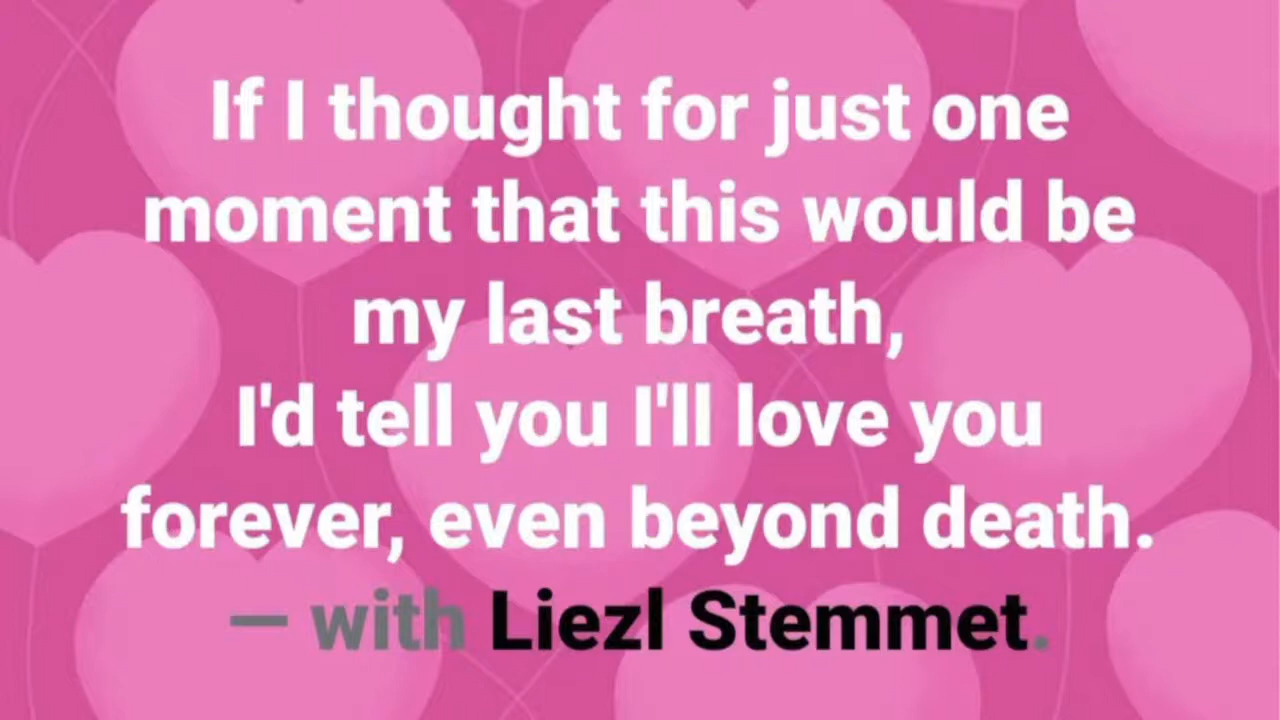 If I thought for just one
moment that this would be
my last breath,
I'd tell you I'll love you
forever, even beyond death.
— with Liezl Stemmet.